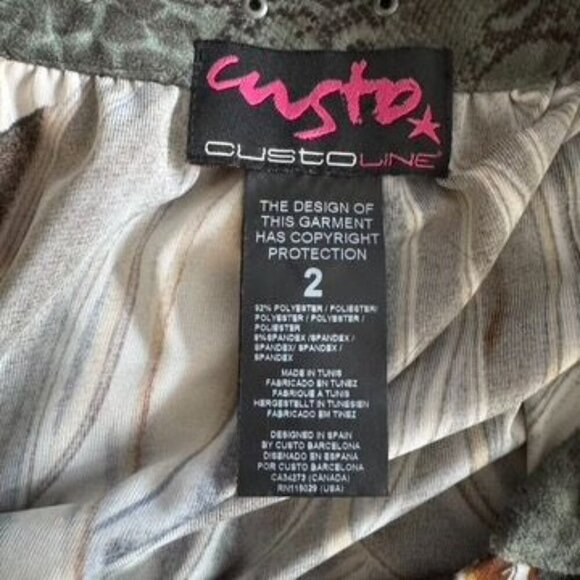 custo
CUSTOLINE
THE DESIGN OF
THIS GARMENT
HAS COPYRIGHT
PROTECTION
2
92% POLYESTER / POLIESTER/
POLYESTER / POLYESTER /
POLIESTER
8%SPANDEX /SPANDEX /
SPANDEX/ SPANDEX /
SPANDEX
MADE IN TUNIS
FABRICADO EN TUNEZ
FABRIQUE A TUNIS
HERGESTELLT IN TUNESIEN
FABRICADO EM TINEZ
DESIGNED IN SPAIN
BY CUSTO BARCELONA
DISENADO EN ESPAÑA
POR CUSTO BARCELONA
CA34273 (CANADA)
RN115029 (USA)